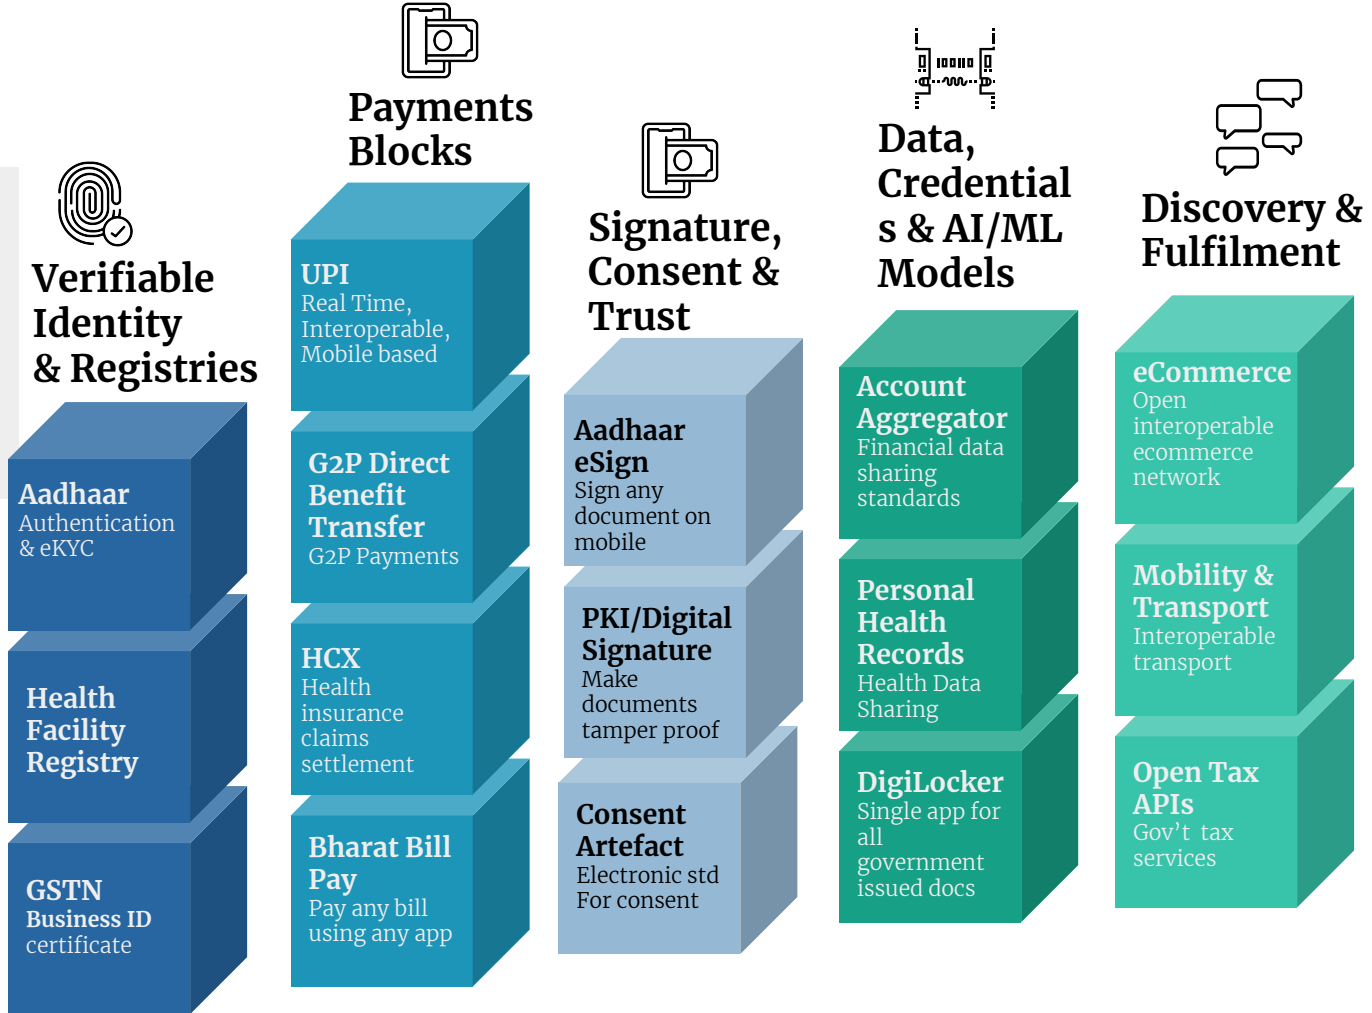 Verifiable
Identity
& Registries
Aadhaar
Authentication
& eKYC
Health
Facility
Registry
GSTN
Business ID
certificate
Payments
Blocks
UPI
Real Time,
Interoperable,
Mobile based
G2P Direct
Benefit
Transfer
G2P Payments
HCX
Health
insurance
claims
settlement
Bharat Bill
Pay
Pay any bill
using any app
Signature,
Consent &
Trust
Aadhaar
eSign
Sign any
document on
mobile
PKI/Digital
Signature
Make
documents
tamper proof
Consent
Artefact
Electronic std
For consent
Data,
Credential
s & AI/ML
Models
Account
Aggregator
Financial data
sharing
standards
Personal
Health
Records
Health Data
Sharing
DigiLocker
Single app for
all
government
issued docs
Discovery &
Fulfilment
eCommerce
Open
interoperable
ecommerce
network
Mobility &
Transport
Interoperable
transport
Open Tax
APIs
Gov’t tax
services